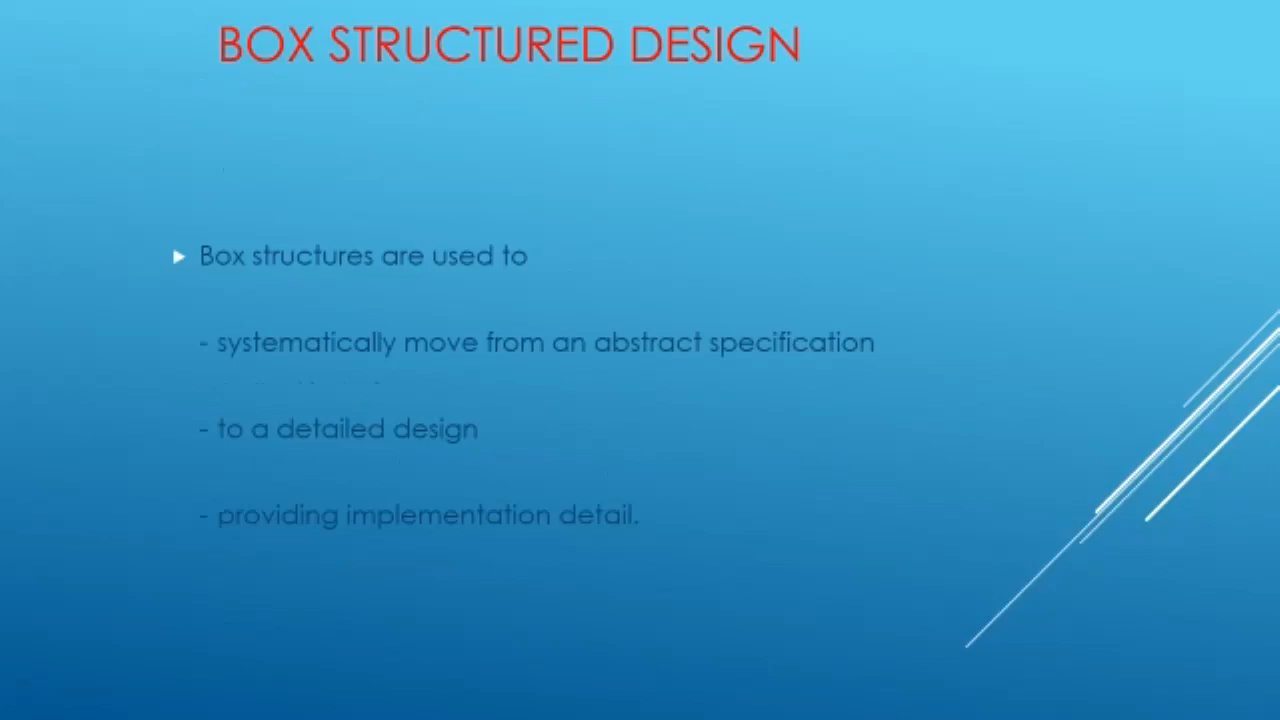 BOX STRUCTURED DESIGN
Box structures are used to
- systematically move from an abstract specification
- to a detailed design
- providing implementation detail.